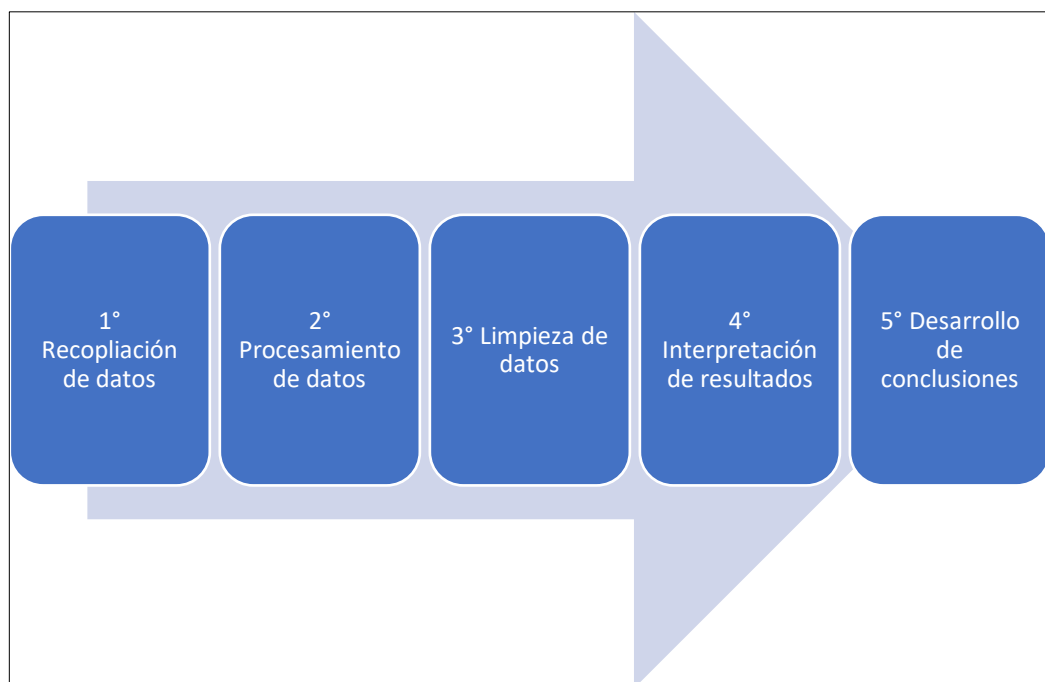 1°
Recopliación
de datos
2°
Procesamiento
de datos
3° Limpieza de
datos
4°
Interpretación
de resultados
5° Desarrollo
de
conclusiones